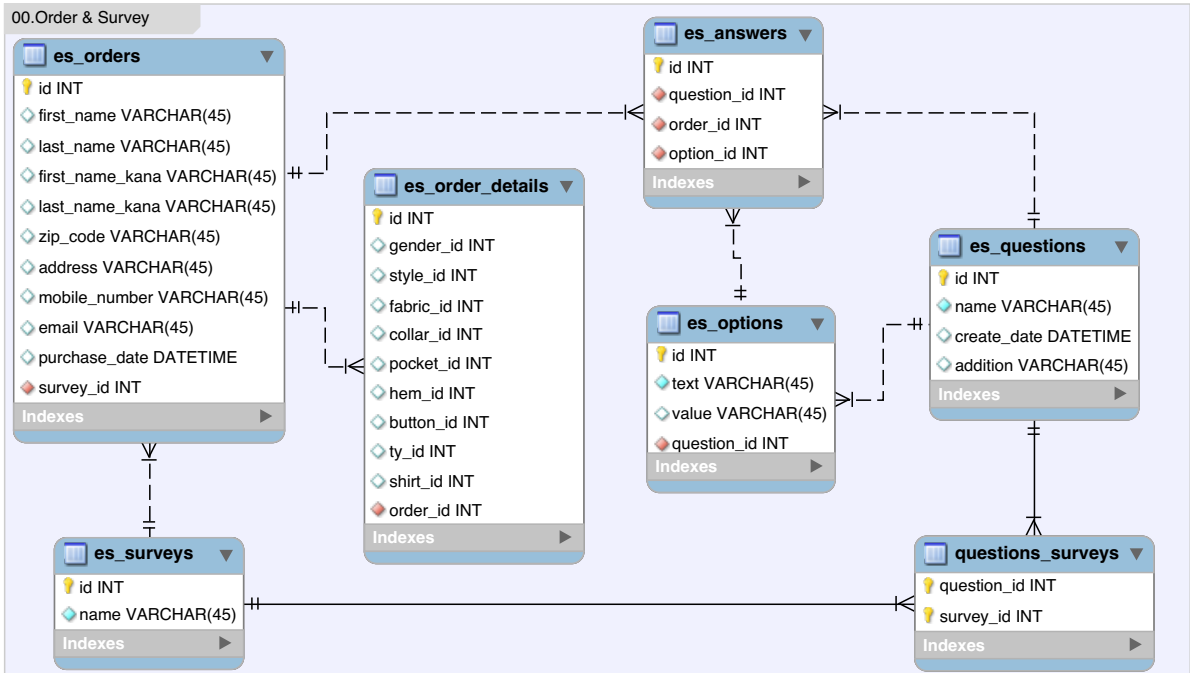 00.Order & Survey
es_orders
id INT
first_name VARCHAR(45)
last_name VARCHAR(45)
first_name_kana VARCHAR(45)
last_name_kana VARCHAR(45)
zip_code VARCHAR(45)
address VARCHAR(45)
mobile_number VARCHAR(45)
email VARCHAR(45)
purchase_date DATETIME
survey_id INT
Indexes
es_order_details
id INT
gender_id INT
style_id INT
fabric_id INT
collar_id INT
pocket_id INT
hem_id INT
button_id INT
ty_id INT
shirt_id INT
order_id INT
Indexes
es_answers
id INT
question_id INT
order_id INT
option_id INT
Indexes
es_options
id INT
text VARCHAR(45)
value VARCHAR(45)
question_id INT
Indexes
es_questions
id INT
name VARCHAR(45)
create_date DATETIME
addition VARCHAR(45)
Indexes
es_surveys
id INT
name VARCHAR(45)
Indexes
questions_surveys
question_id INT
survey_id INT
Indexes